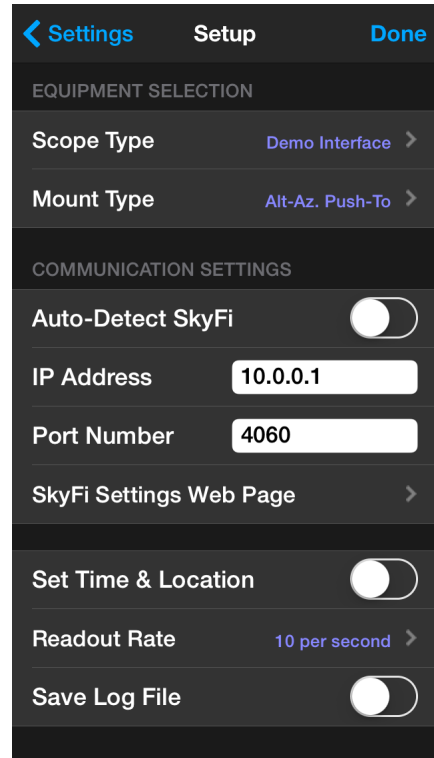 Settings Setup Done
EQUIPMENT SELECTION
Scope Type Demo Interface
Mount Type Alt-Az. Push-To
COMMUNICATION SETTINGS
Auto-Detect SkyFi
IP Address 10.0.0.1
Port Number 4060
SkyFi Settings Web Page
Set Time & Location
Readout Rate 10 per second
Save Log File